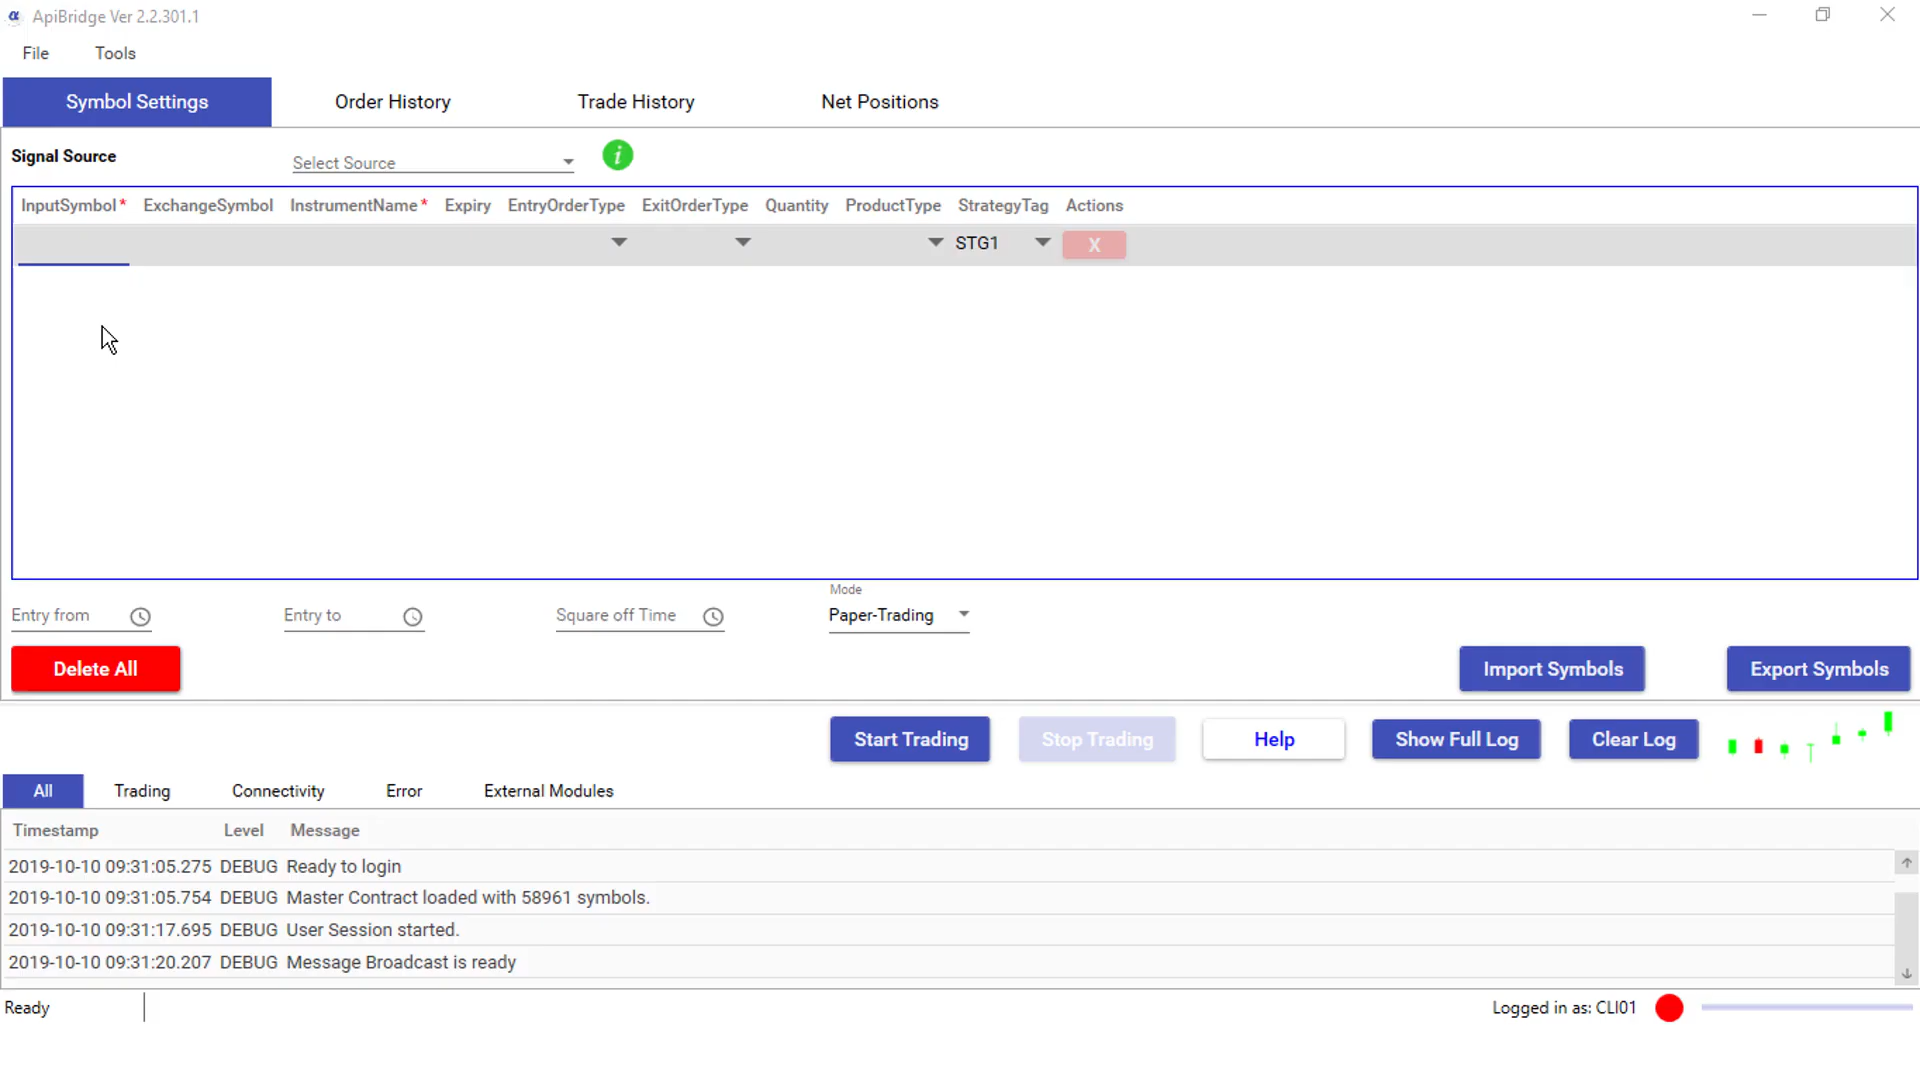 α ApiBridge Ver 2.2.301.1
File Tools
Symbol Settings Order History Trade History Net Positions
Signal Source Select Source i
InputSymbol* ExchangeSymbol InstrumentName* Expiry EntryOrderType ExitOrderType Quantity ProductType StrategyTag Actions
STG1 X
Mode
Entry from Entry to Square off Time Paper-Trading
Delete All Import Symbols Export Symbols
Start Trading Stop Trading Help Show Full Log Clear Log
All Trading Connectivity Error External Modules
Timestamp Level Message
2019-10-10 09:31:05.275 DEBUG Ready to login
2019-10-10 09:31:05.754 DEBUG Master Contract loaded with 58961 symbols.
2019-10-10 09:31:17.695 DEBUG User Session started.
2019-10-10 09:31:20.207 DEBUG Message Broadcast is ready
Ready Logged in as: CLI01